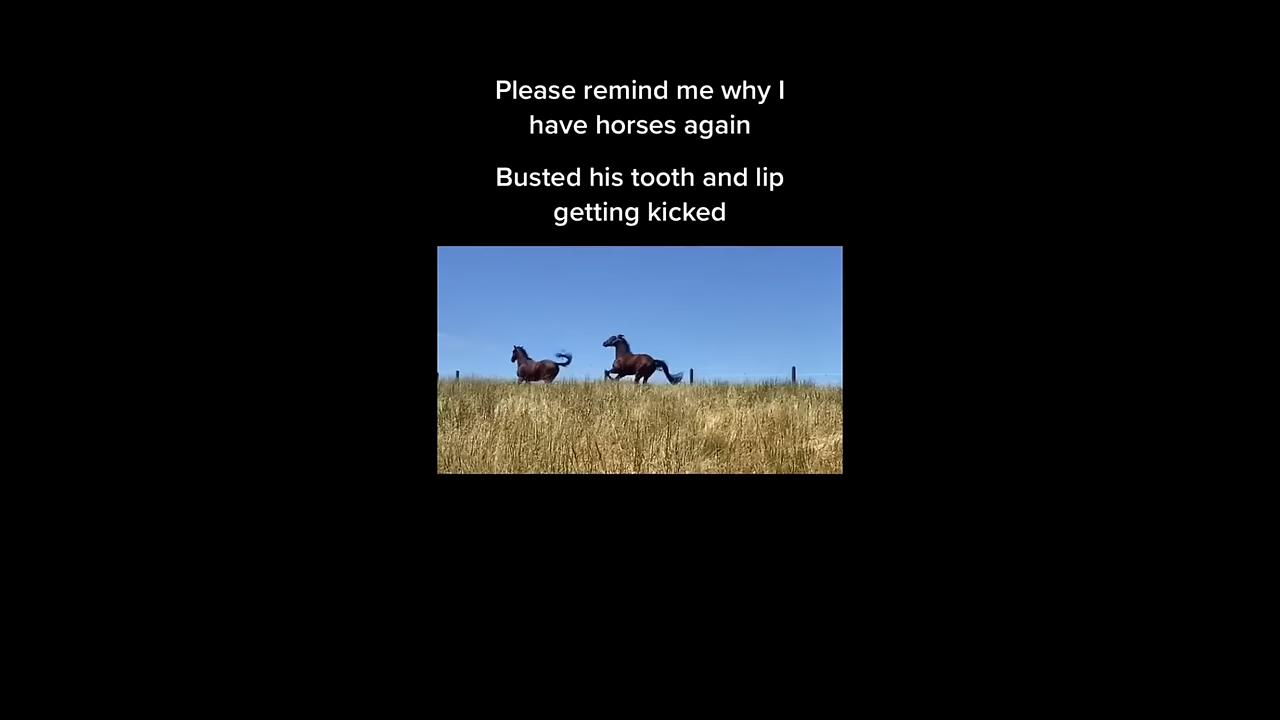 Please remind me why I
have horses again
Busted his tooth and lip
getting kicked